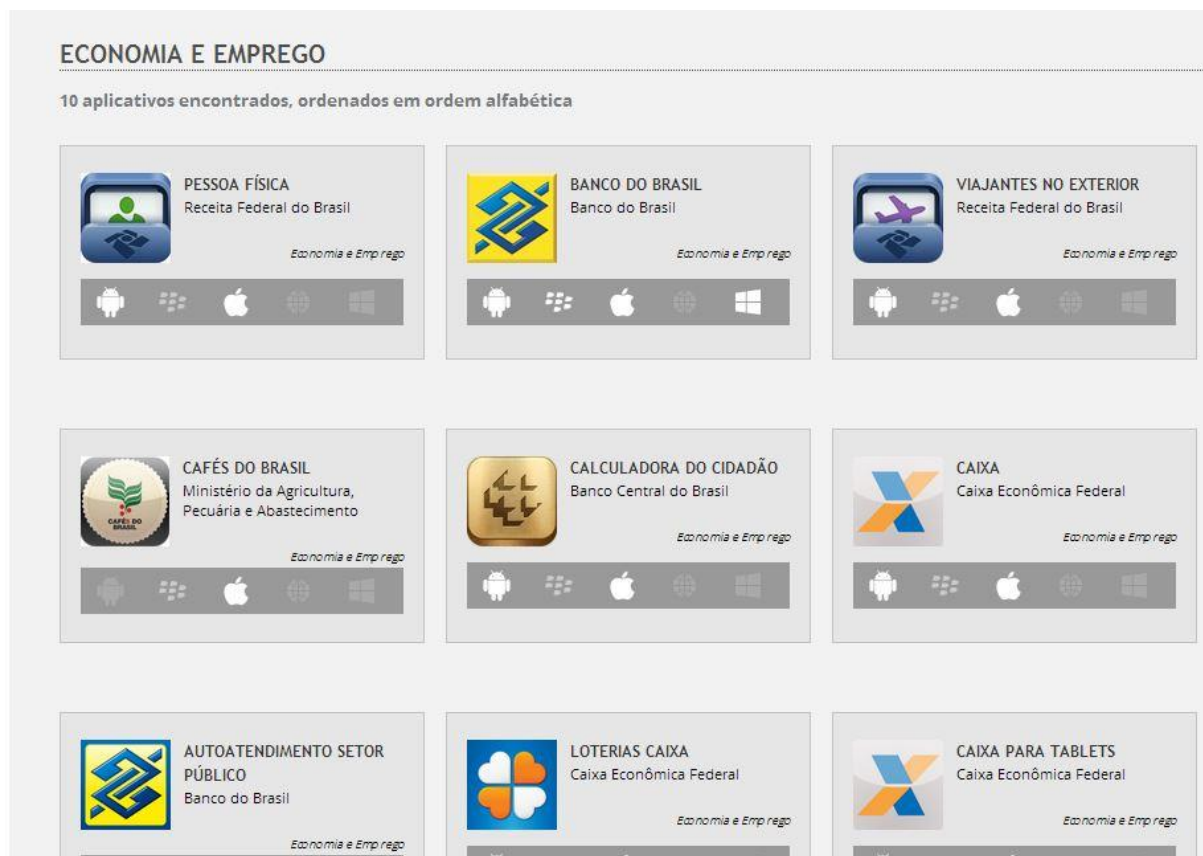 ECONOMIA E EMPREGO
10 aplicativos encontrados, ordenados em ordem alfabética
PESSOA FÍSICA
Receita Federal do Brasil
Economia e Emprego
BANCO DO BRASIL
Banco do Brasil
Economia e Emprego
VIAJANTES NO EXTERIOR
Receita Federal do Brasil
Economia e Emprego
CAFÉS DO BRASIL
Ministério da Agricultura,
Pecuária e Abastecimento
CAFÉS DO
BRASIL
Economia e Emprego
CALCULADORA DO CIDADÃO
Banco Central do Brasil
Economia e Emprego
CAIXA
Caixa Econômica Federal
Economia e Emprego
AUTOATENDIMENTO SETOR
PÚBLICO
Banco do Brasil
Economia e Emprego
LOTERIAS CAIXA
Caixa Econômica Federal
Economia e Emprego
CAIXA PARA TABLETS
Caixa Econômica Federal
Economia e Emprego